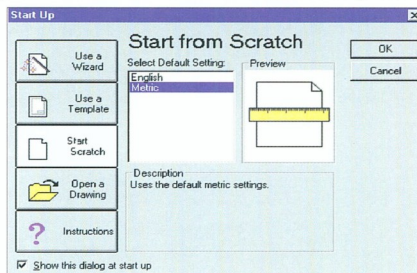 Start Up
Start from Scratch
Use a
Wizard
Use a
Template
Start
Scratch
Open a
Drawing
Instructions
Select Default Setting:
English
Metric
Preview
Description
Uses the default metric settings.
OK
Cancel
Show this dialog at start up